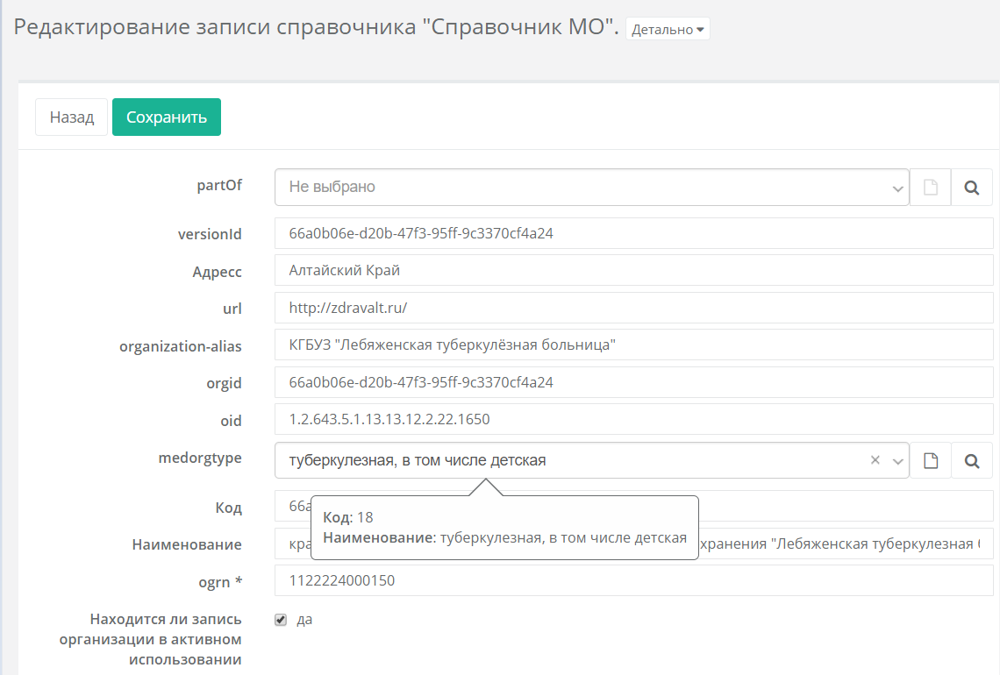 Редактирование записи справочника "Справочник МО". Детально
Назад Сохранить
partOf Не выбрано
versionId 66a0b06e-d20b-47f3-95ff-9c3370cf4a24
Адресс Алтайский Край
url http://zdravalt.ru/
organization-alias КГБУЗ "Лебяженская туберкулёзная больница"
orgid 66a0b06e-d20b-47f3-95ff-9c3370cf4a24
oid 1.2.643.5.1.13.13.12.2.22.1650
medorgtype туберкулезная, в том числе детская
Код 66a
Код: 18
Наименование: туберкулезная, в том числе детская
Наименование кра хранения "Лебяженская туберкулезная
ogrn * 1122224000150
Находится ли запись да
организации в активном
использовании